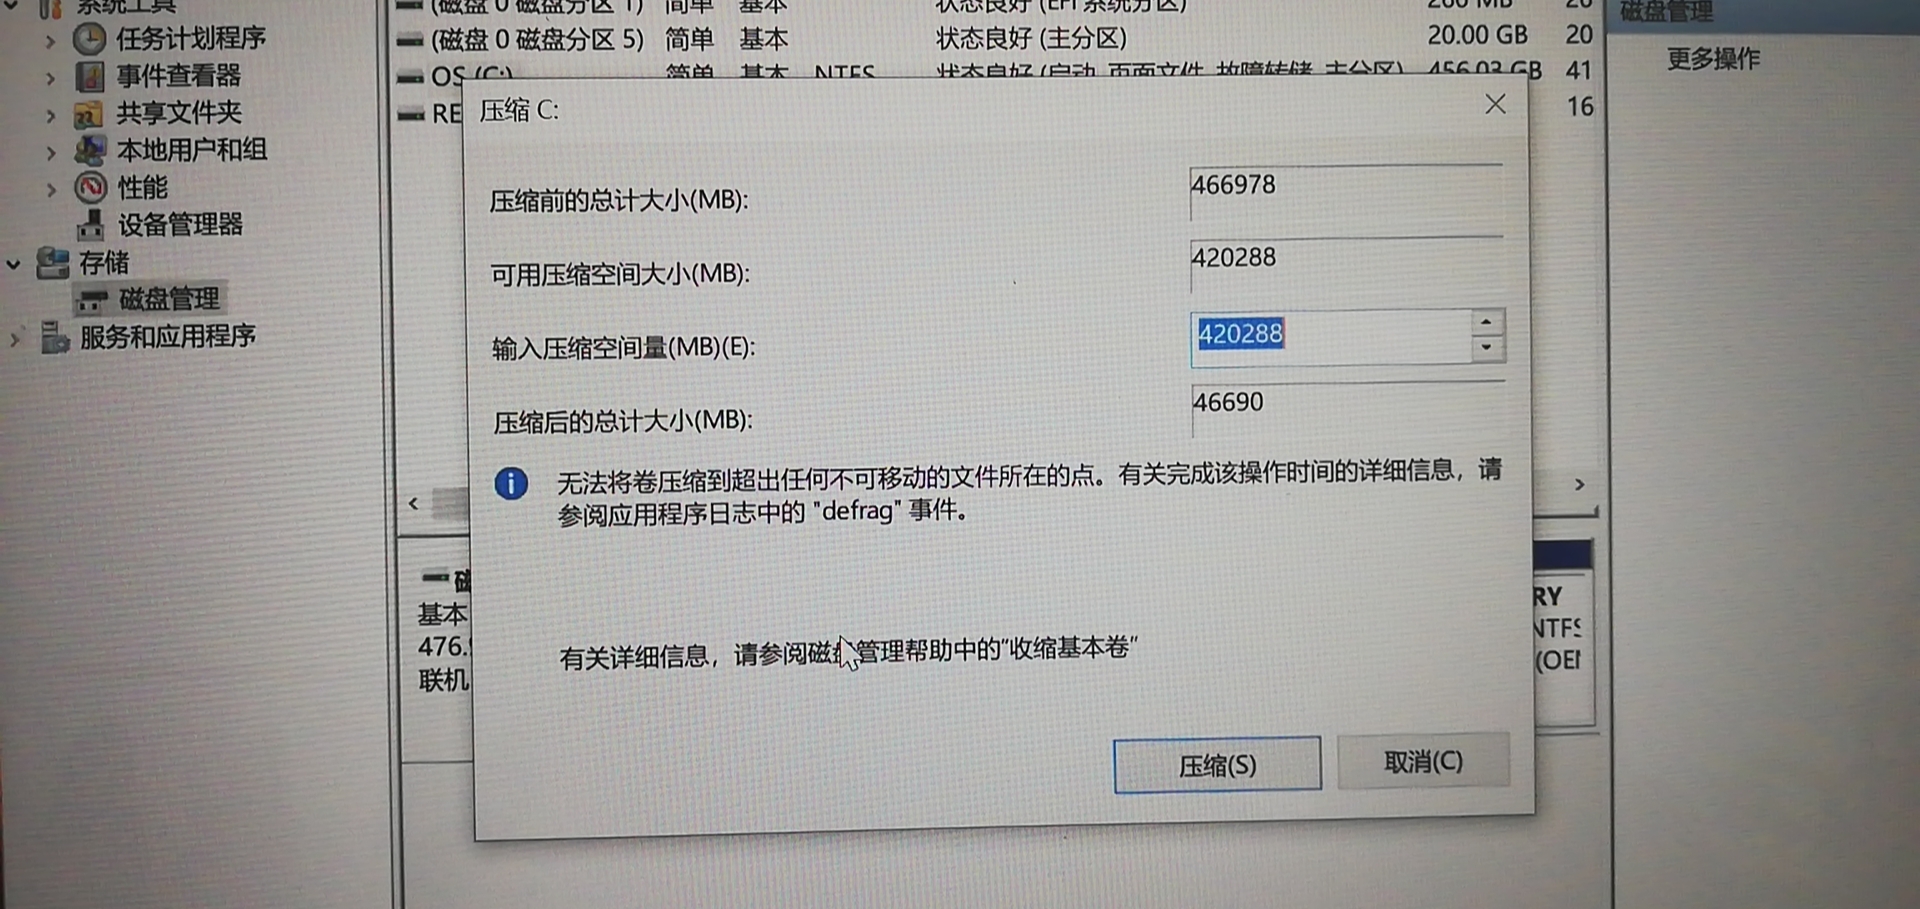 系统工具
任务计划程序
事件查看器
共享文件夹
本地用户和组
性能
设备管理器
存储
磁盘管理
服务和应用程序
(磁盘 0 磁盘分区 1) 简单 基本 状态良好 (EFI 系统分区) 260 MB 26
(磁盘 0 磁盘分区 5) 简单 基本 状态良好 (主分区) 20.00 GB 20
OS (C:) 简单 基本 NTFS 状态良好 (启动, 页面文件, 故障转储, 主分区) 456.03 GB 41
RE 16
压缩 C:
压缩前的总计大小(MB): 466978
可用压缩空间大小(MB): 420288
输入压缩空间量(MB)(E): 420288
压缩后的总计大小(MB): 46690
无法将卷压缩到超出任何不可移动的文件所在的点。有关完成该操作时间的详细信息，请
参阅应用程序日志中的 "defrag" 事件。
有关详细信息，请参阅磁盘管理帮助中的"收缩基本卷"
压缩(S) 取消(C)
基本
476.
联机
RY
NTFS
(OEM
磁盘管理
更多操作